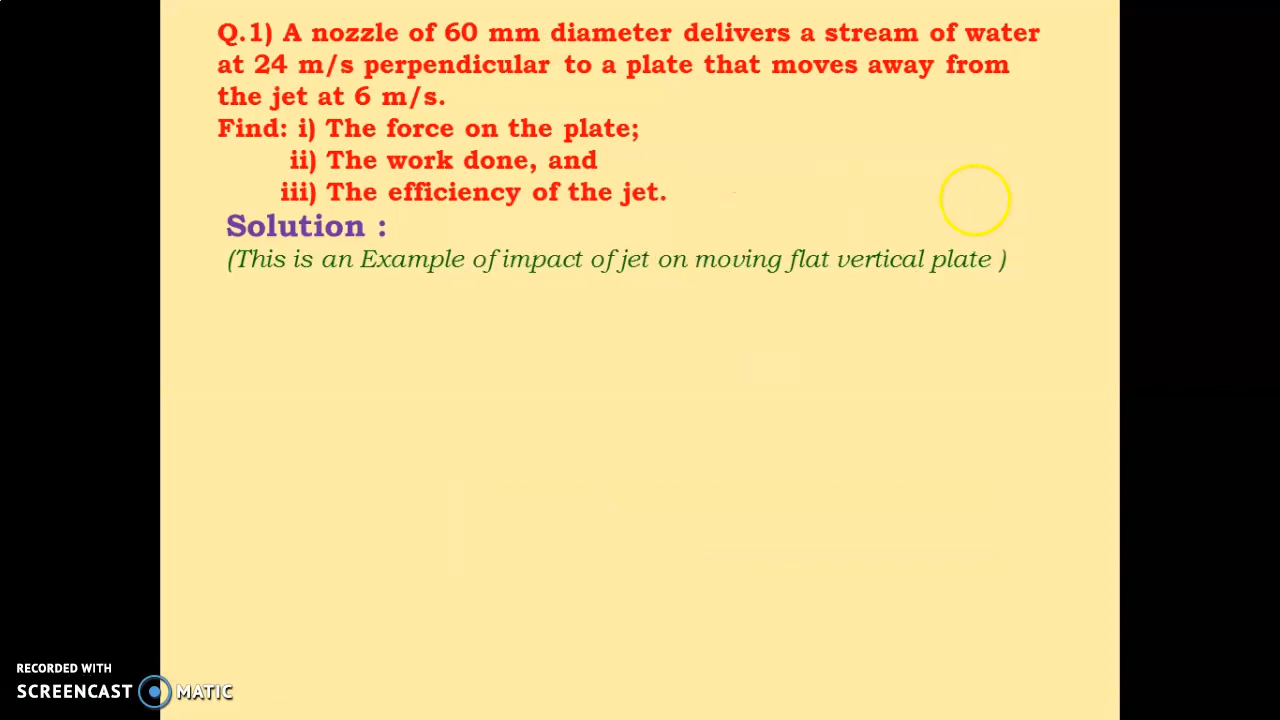 Q.1) A nozzle of 60 mm diameter delivers a stream of water
at 24 m/s perpendicular to a plate that moves away from
the jet at 6 m/s.
Find: i) The force on the plate;
ii) The work done, and
iii) The efficiency of the jet.
Solution :
(This is an Example of impact of jet on moving flat vertical plate )
RECORDED WITH
SCREENCAST MATIC